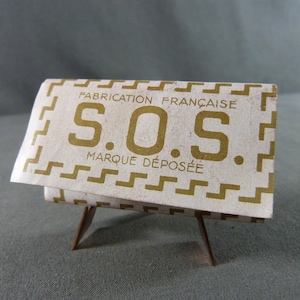 FABRICATION FRANÇAISE
S.O.S.
MARQUE DÉPOSÉE